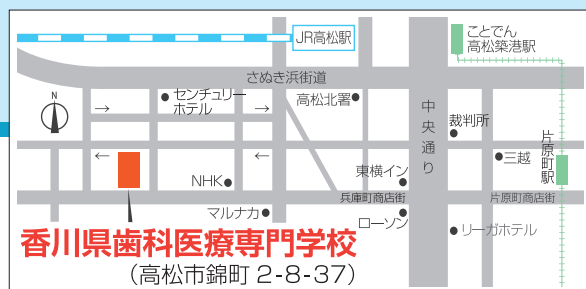 JR高松駅
ことでん
高松築港駅
さぬき浜街道
N
→
→
センチュリー
ホテル
高松北署
中央通り
裁判所
片原町駅
←
←
三越
東横イン
NHK
兵庫町商店街
片原町商店街
マルナカ
ローソン
リーガホテル
香川県歯科医療専門学校
(高松市錦町 2-8-37)